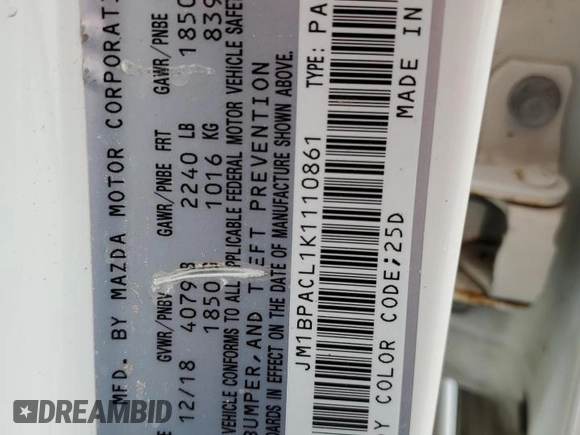 MFD. BY MAZDA MOTOR CORPORATI
GVWR/PNBV GAWR/PNBE FRT GAWR/PNBE
12/18 4079 B 2240 LB 1850
1850 1016 KG 839
VEHICLE CONFORMS TO ALL APPLICABLE FEDERAL MOTOR VEHICLE SAFE
BUMPER, AND THEFT PREVENTION
DARDS IN EFFECT ON THE DATE OF MANUFACTURE SHOWN ABOVE.
JM1BPACL1K1110861 TYPE: PA
DY COLOR CODE;25D MADE IN
DREAMBID